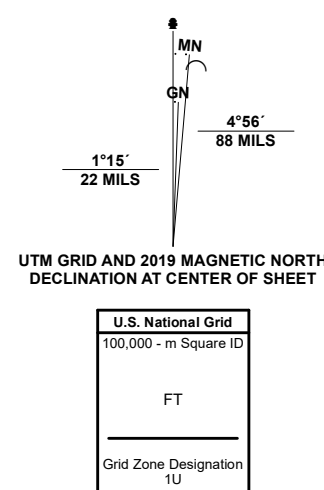 MN
GN
4°56´
88 MILS
1°15´
22 MILS
UTM GRID AND 2019 MAGNETIC NORTH
DECLINATION AT CENTER OF SHEET
U.S. National Grid
100,000 - m Square ID
FT
Grid Zone Designation
1U